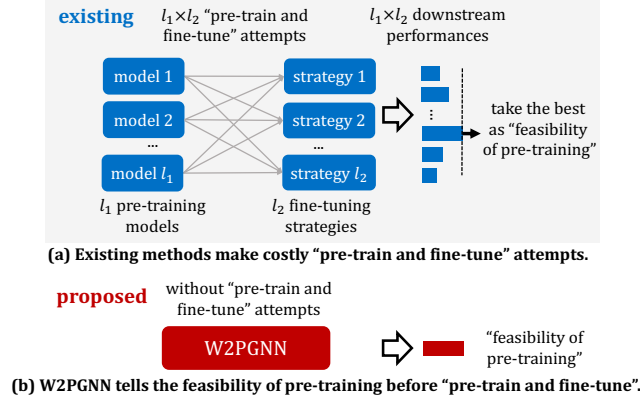 existing
l₁×l₂ “pre-train and
fine-tune” attempts
l₁×l₂ downstream
performances
model 1
strategy 1
model 2
strategy 2
...
...
...
model l₁
strategy l₂
take the best
as “feasibility
of pre-training”
l₁ pre-training
models
l₂ fine-tuning
strategies
(a) Existing methods make costly “pre-train and fine-tune” attempts.
proposed
without “pre-train and
fine-tune” attempts
W2PGNN
“feasibility of
pre-training”
(b) W2PGNN tells the feasibility of pre-training before “pre-train and fine-tune”.